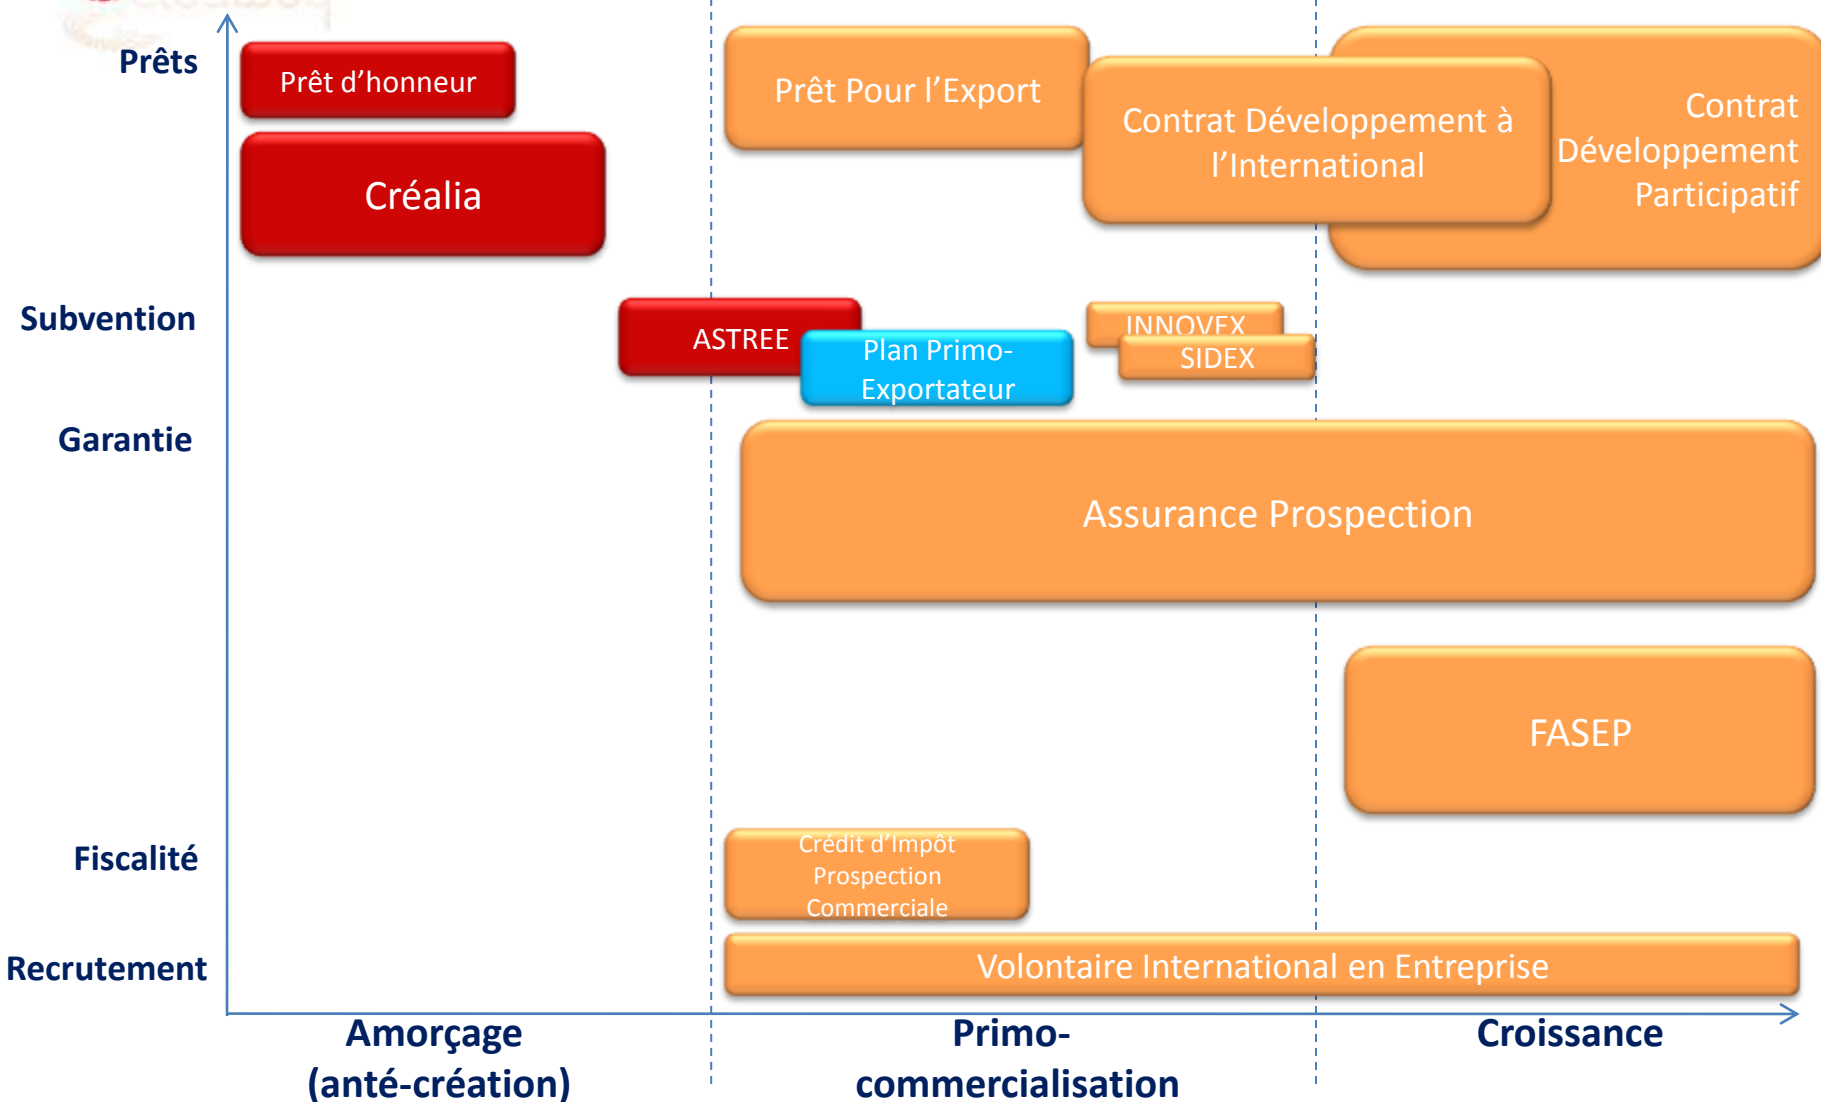 Prêts
Prêt d'honneur
Créalia
Prêt Pour l'Export
Contrat Développement à
l'International
Contrat
Développement
Participatif
Subvention
ASTREE
Plan Primo-
Exportateur
INNOVEX
SIDEX
Garantie
Assurance Prospection
FASEP
Fiscalité
Crédit d'Impôt
Prospection
Commerciale
Recrutement
Volontaire International en Entreprise
Amorçage
(anté-création)
Primo-
commercialisation
Croissance